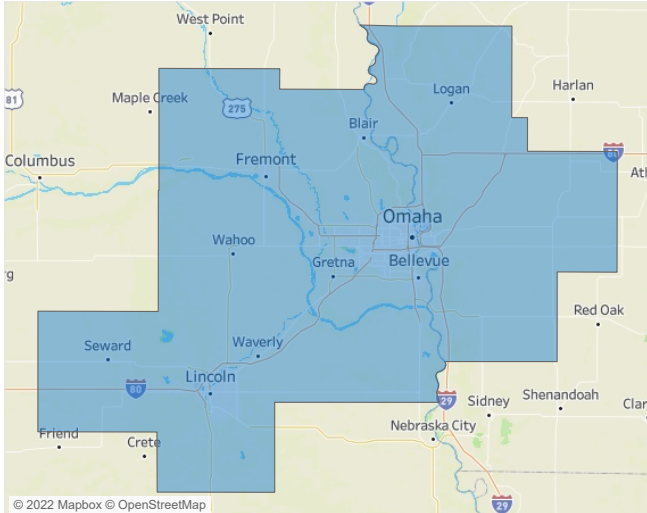 West Point
81
Maple Creek
275
Logan
Harlan
Blair
Columbus
Fremont
80
Atl
Omaha
Wahoo
Gretna
Bellevue
rg
Red Oak
Seward
Waverly
Lincoln
80
29
Sidney
Shenandoah
Clar
Nebraska City
Friend
Crete
29
© 2022 Mapbox © OpenStreetMap